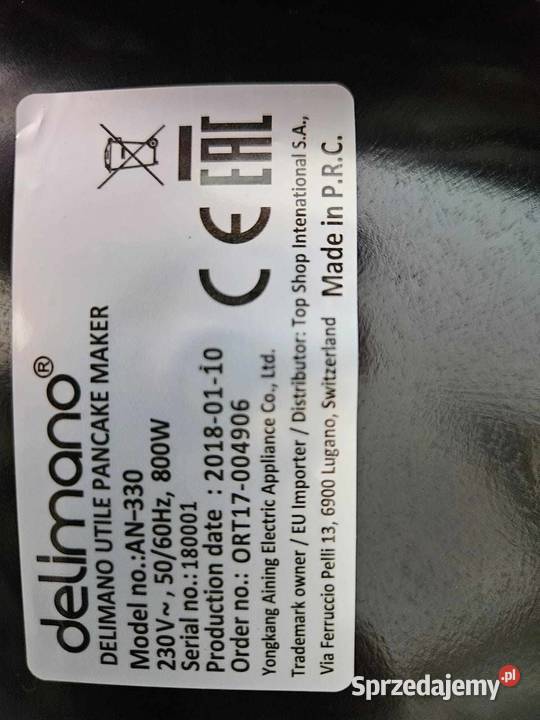 delimano®
DELIMANO UTILE PANCAKE MAKER
Model no.:AN-330
230V~, 50/60Hz, 800W
Serial no.:180001
Production date : 2018-01-10
Order no.: ORT17-004906
CE EAC
Yongkang Aining Electric Appliance Co., Ltd.
Trademark owner / EU Importer / Distributor: Top Shop Intenational S.A.,
Via Ferruccio Pelli 13, 6900 Lugano, Switzerland Made in P.R.C.
Sprzedajemy.pl